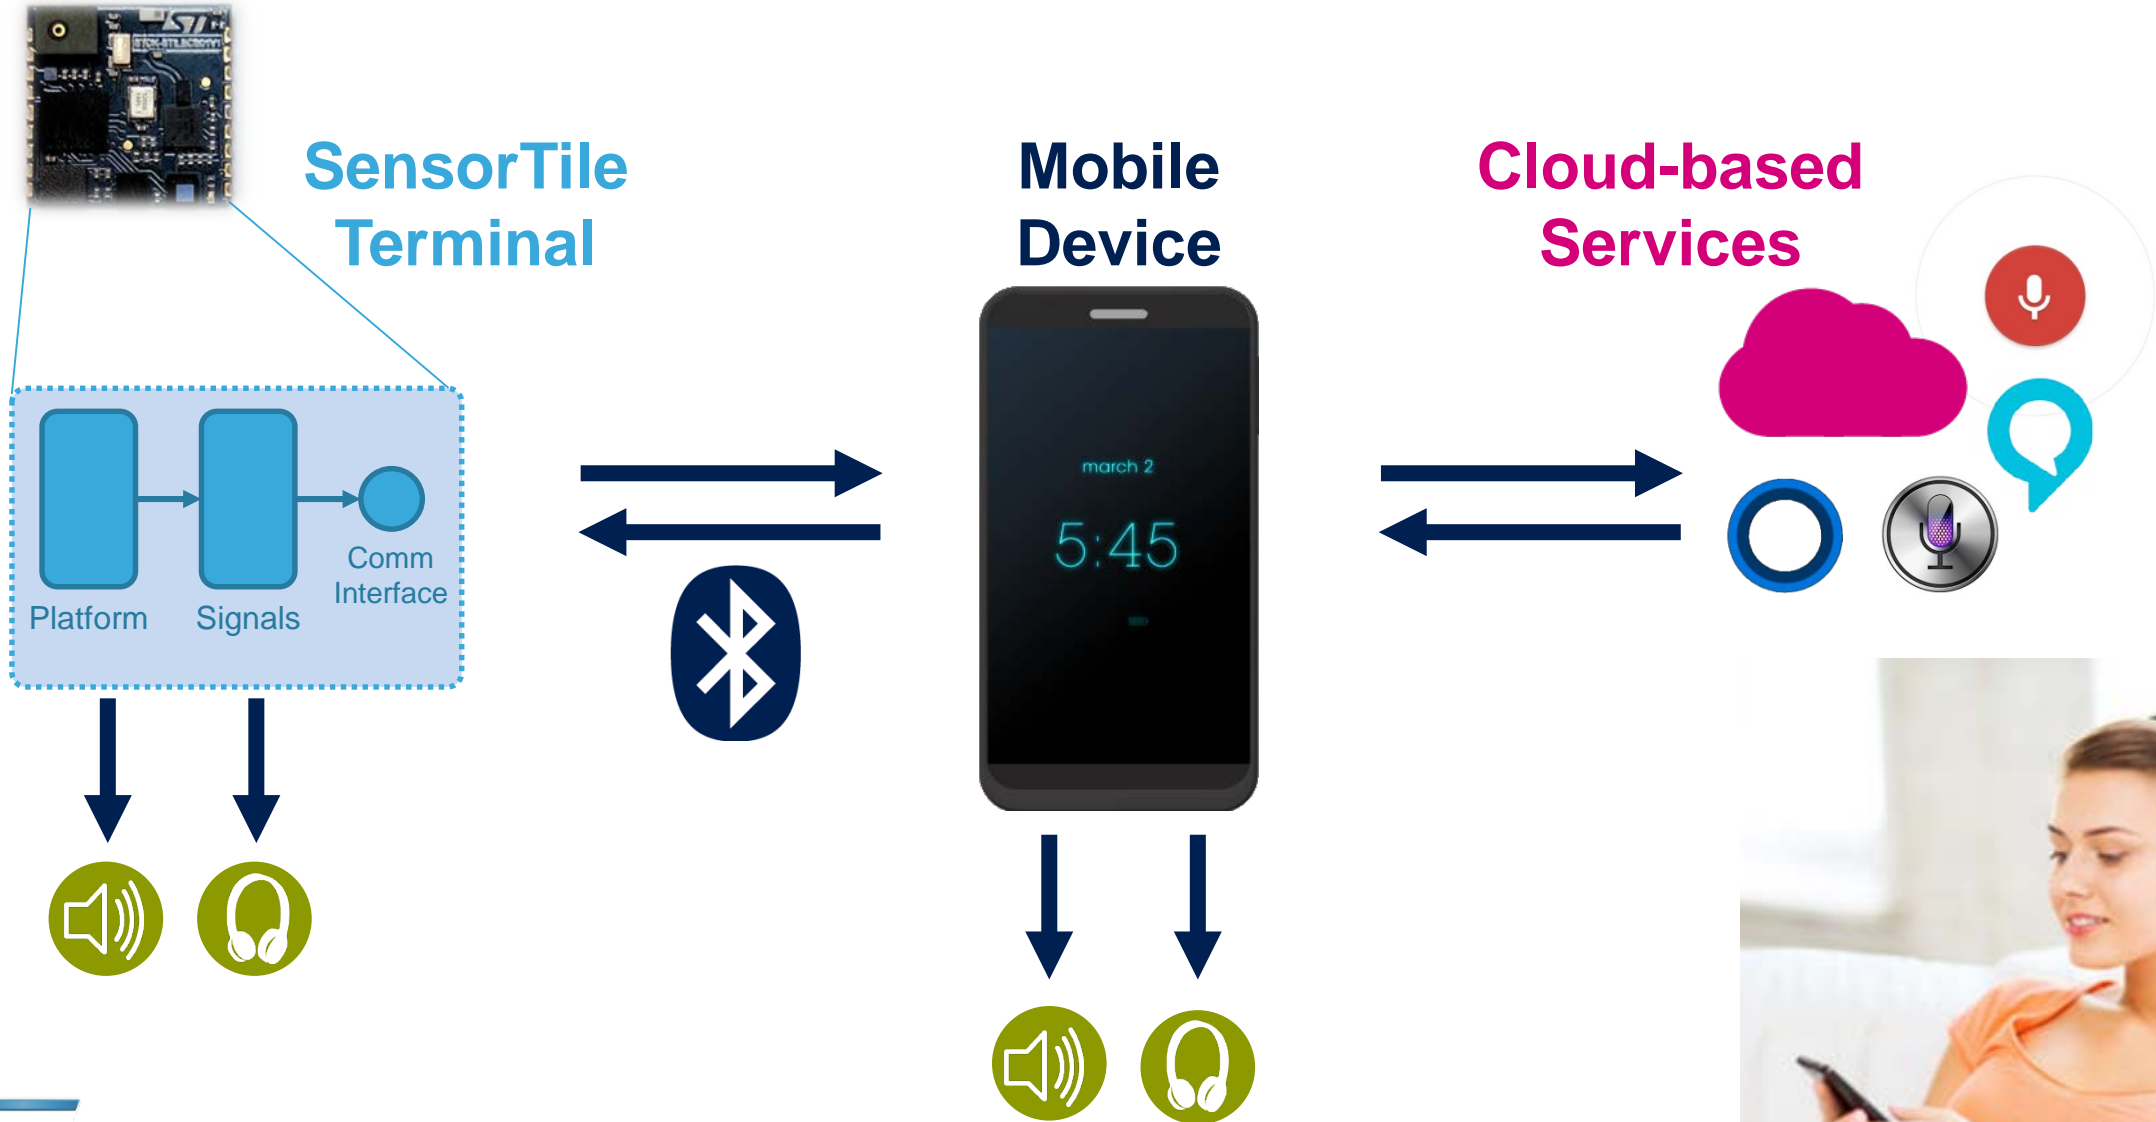 SensorTile
Terminal
Mobile
Device
Cloud-based
Services
Platform
Signals
Comm
Interface
march 2
5:45